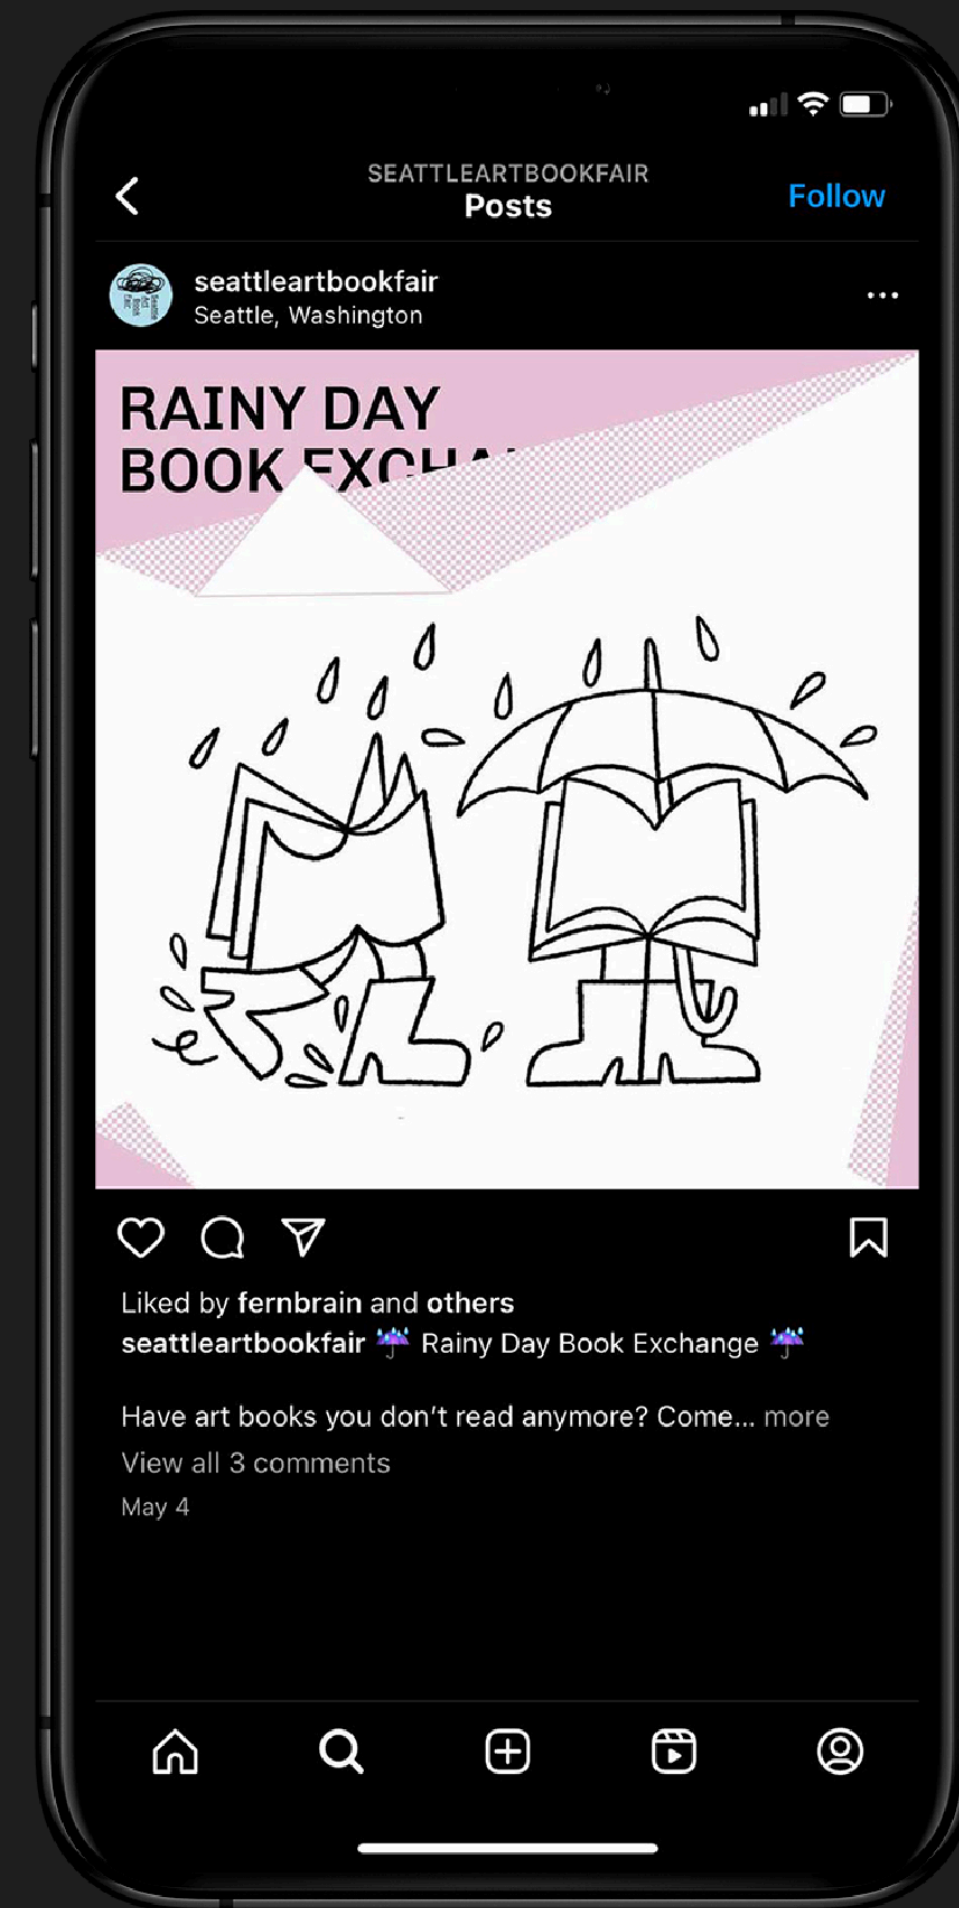 SEATTLEARTBOOKFAIR
Posts
Follow
seattleartbookfair
Seattle, Washington
RAINY DAY
BOOK
Liked by fernbrain and others
seattleartbookfair ☔ Rainy Day Book Exchange ☔
Have art books you don’t read anymore? Come... more
View all 3 comments
May 4